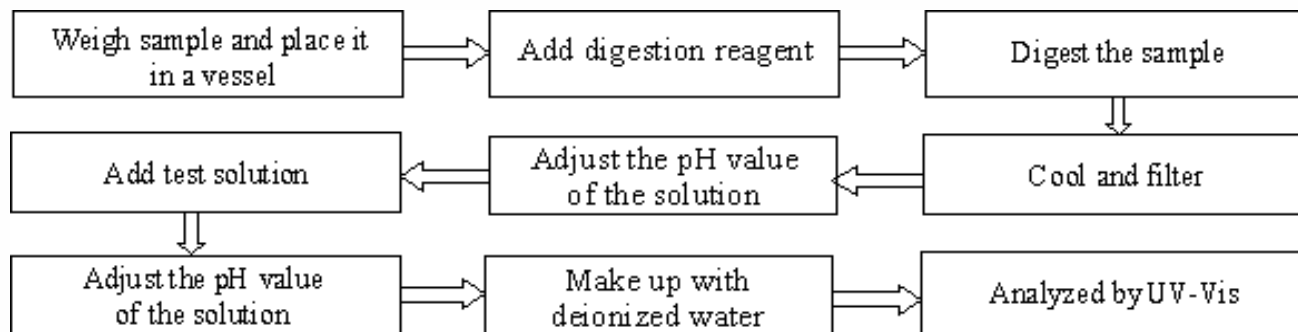 Weigh sample and place it
in a vessel
Add digestion reagent
Digest the sample
Cool and filter
Adjust the pH value
of the solution
Add test solution
Adjust the pH value
of the solution
Make up with
deionized water
Analyzed by UV-Vis